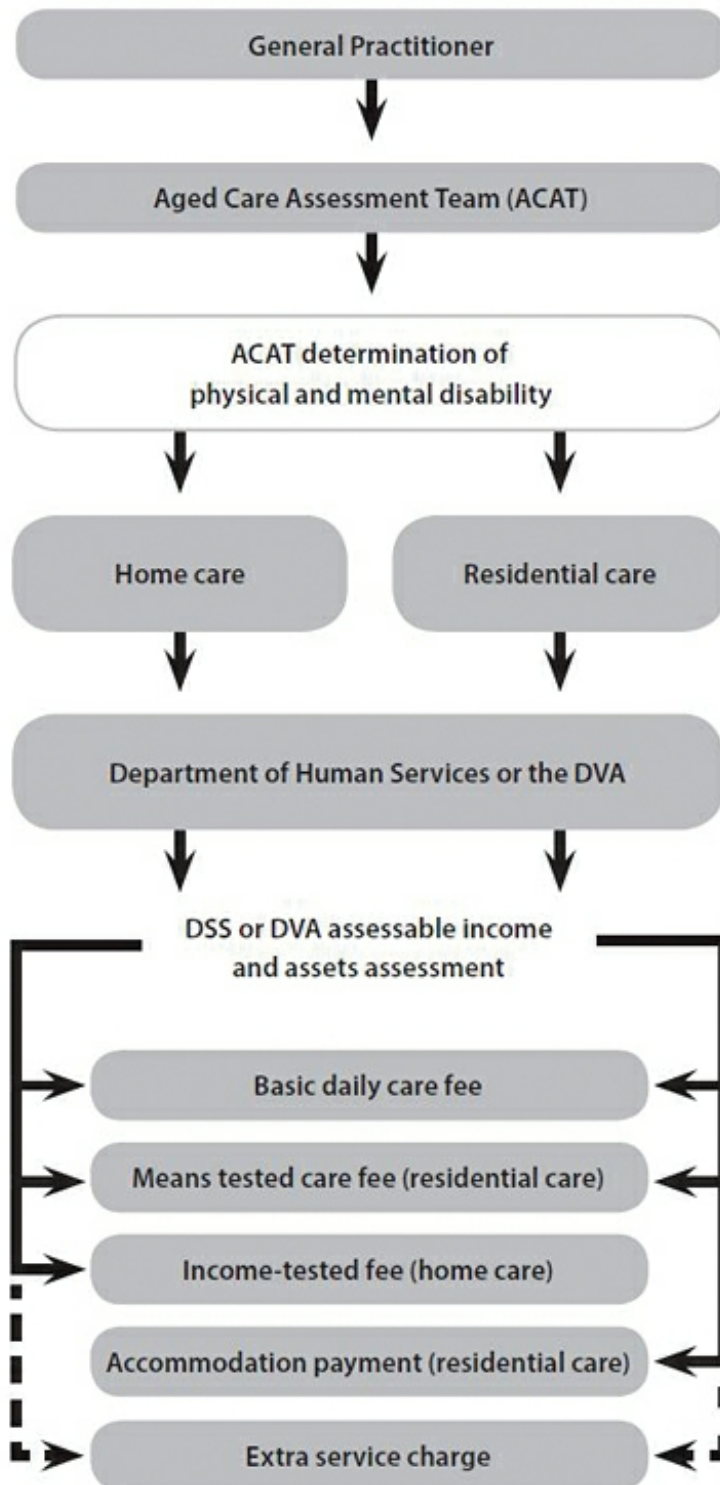 General Practitioner
Aged Care Assessment Team (ACAT)
ACAT determination of
physical and mental disability
Home care
Residential care
Department of Human Services or the DVA
DSS or DVA assessable income
and assets assessment
Basic daily care fee
Means tested care fee (residential care)
Income-tested fee (home care)
Accommodation payment (residential care)
Extra service charge